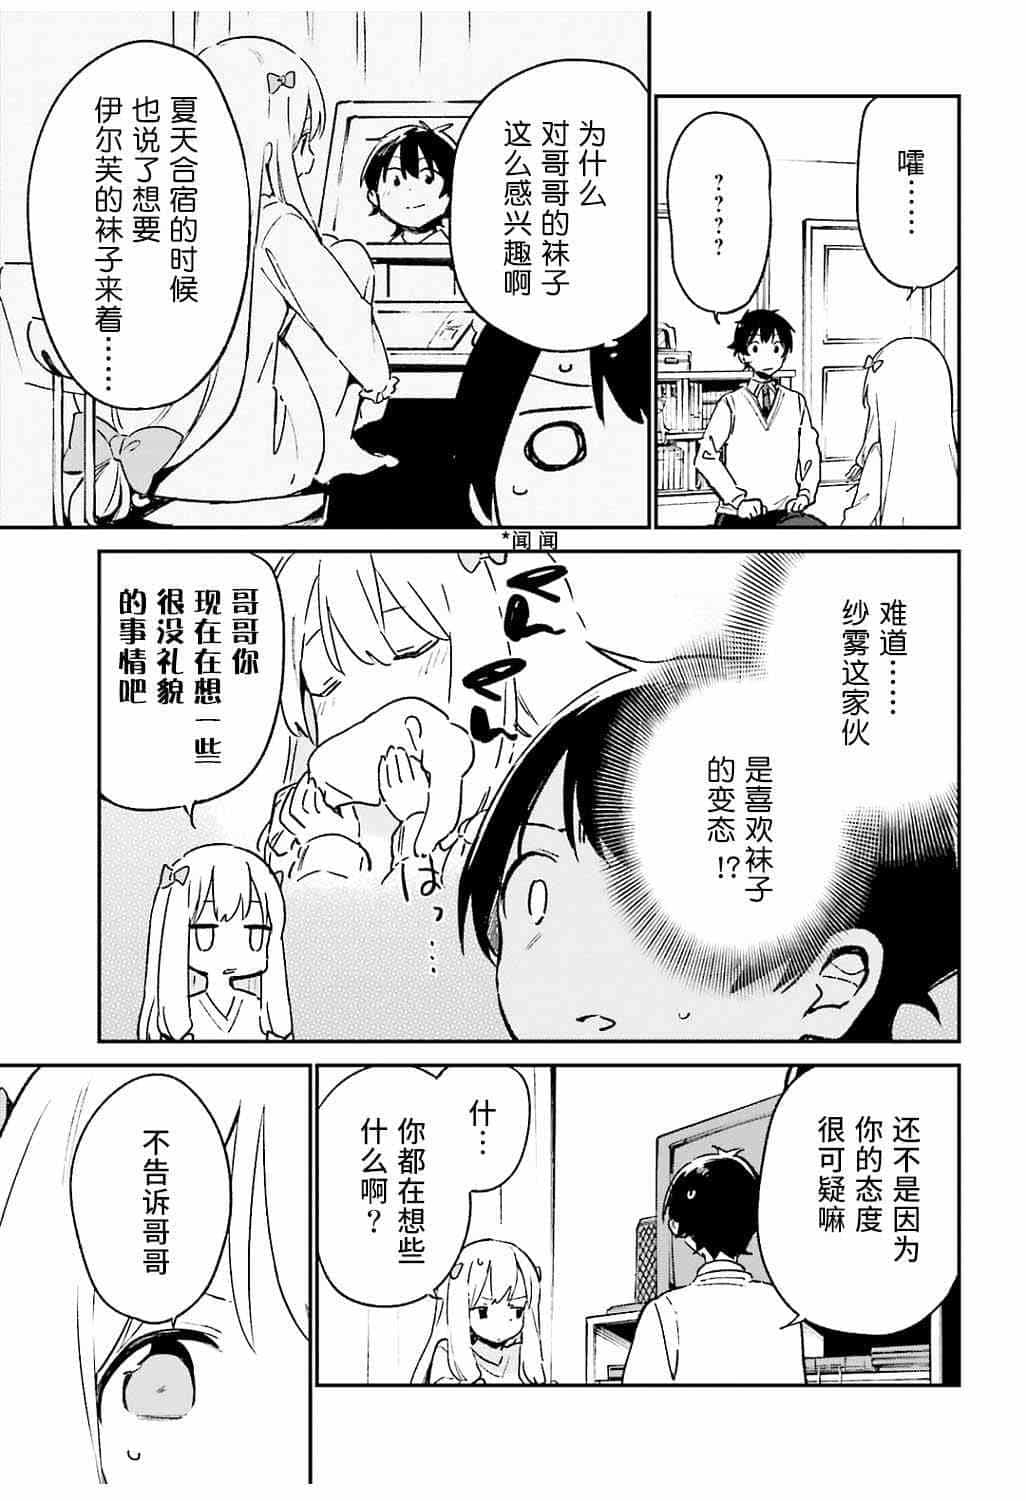 嚯……
？？？？
为什么
对哥哥的袜子
这么感兴趣啊
夏天合宿的时候
也说了想要
伊尔芙的袜子来着……
难道……
纱雾这家伙
是喜欢袜子
的变态!?
*闻闻
はっ…
哥哥你
现在在想一些
很没礼貌
的事情吧
还不是因为
你的态度
很可疑嘛
什…
你都在想些
什么啊？
不告诉哥哥